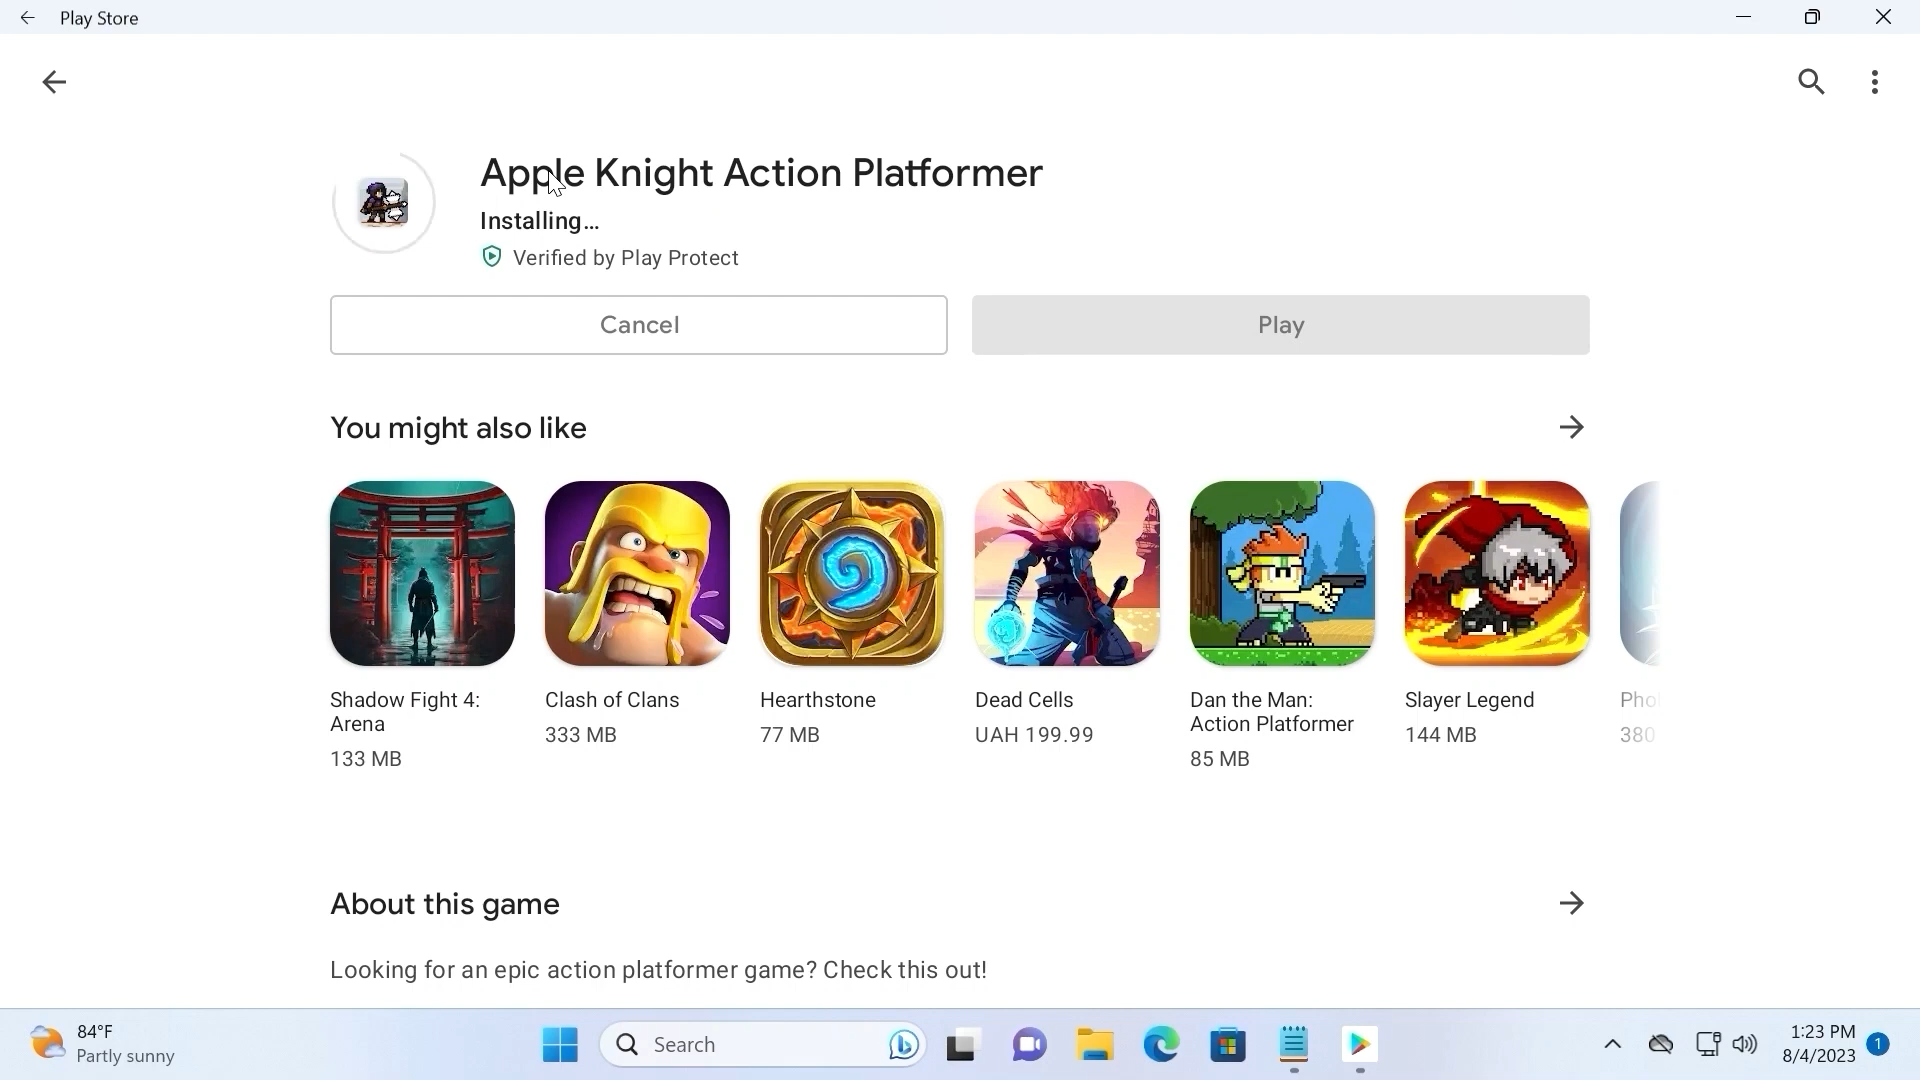 Play Store
Apple Knight Action Platformer
Installing...
Verified by Play Protect
Cancel
Play
You might also like
Shadow Fight 4:
Arena
133 MB
Clash of Clans
333 MB
Hearthstone
77 MB
Dead Cells
UAH 199.99
Dan the Man:
Action Platformer
85 MB
Slayer Legend
144 MB
380
About this game
Looking for an epic action platformer game? Check this out!
84°F
Partly sunny
Search
1:23 PM
8/4/2023
1